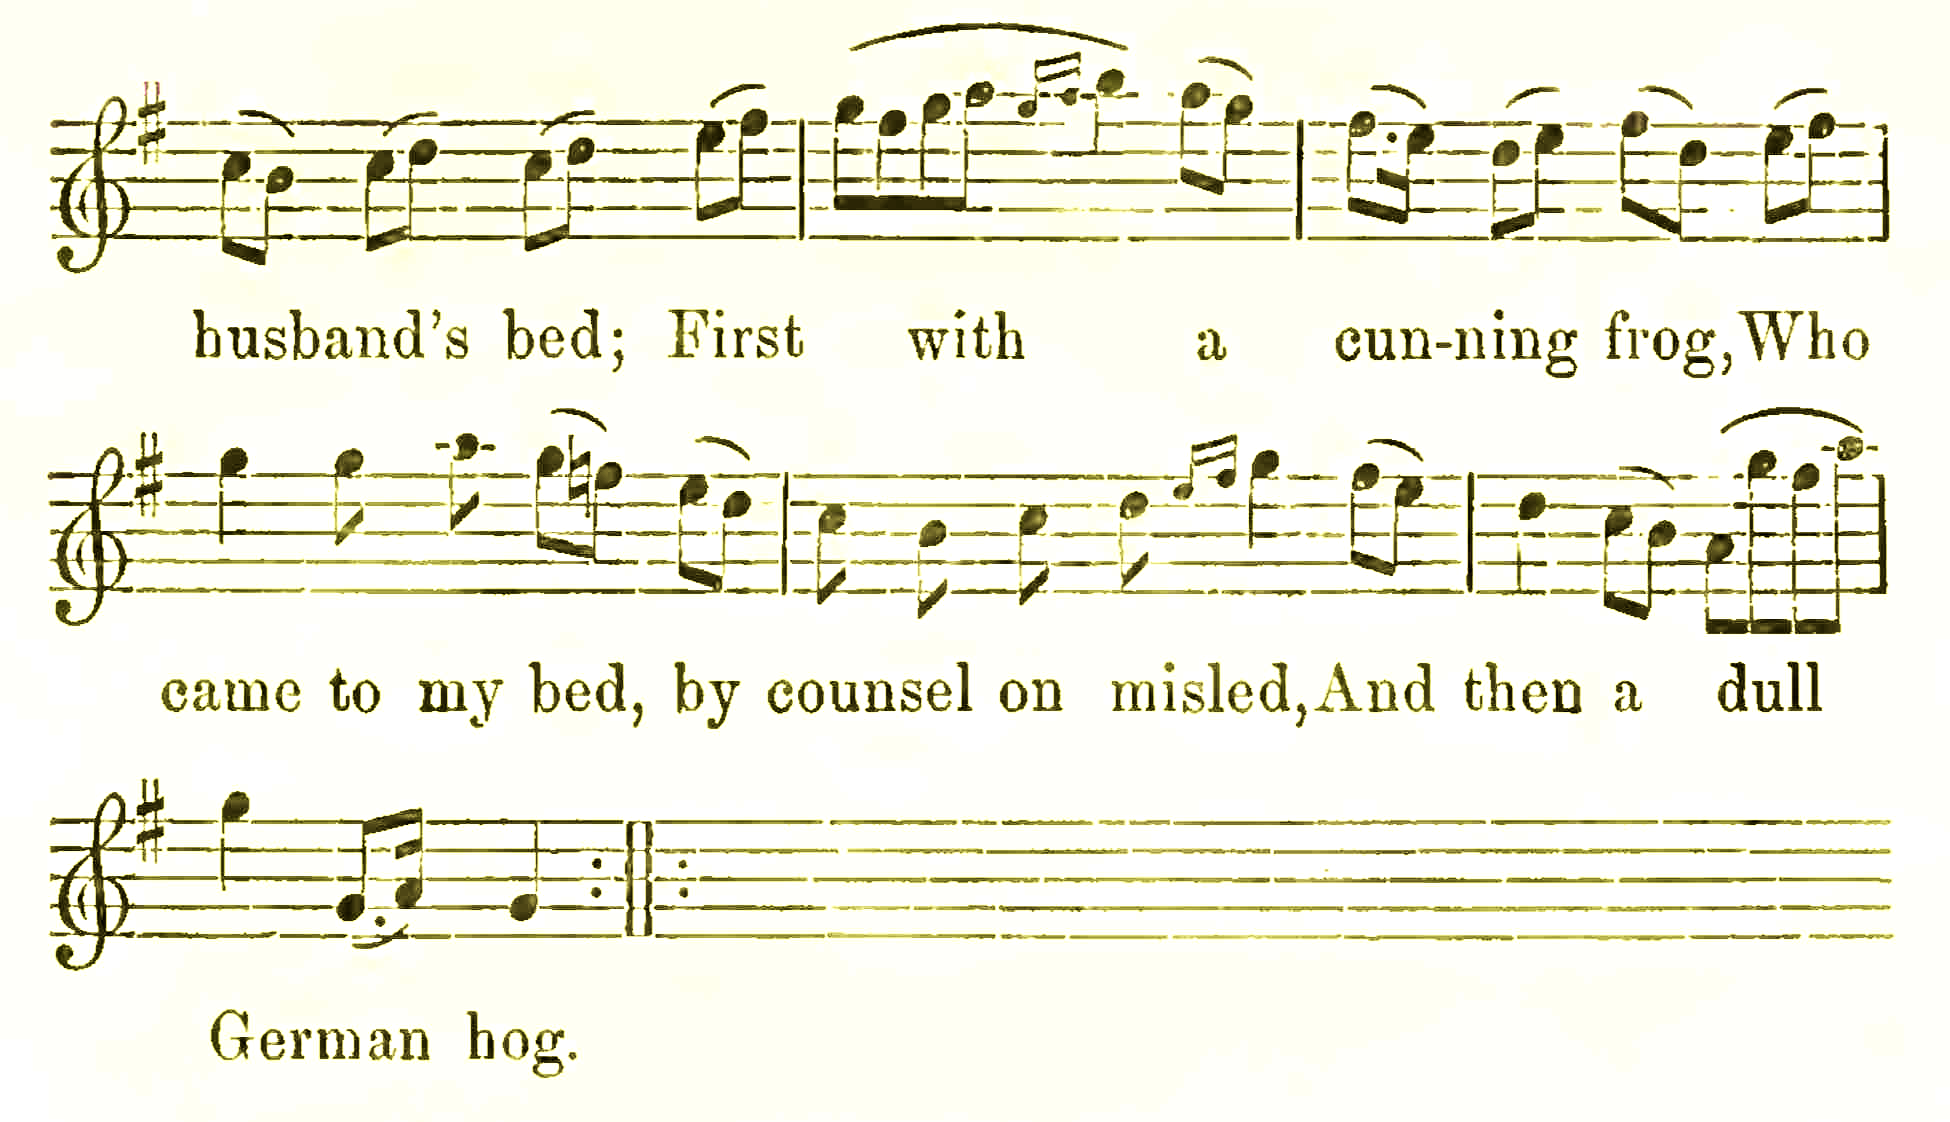 husband's bed; First with a cun-ning frog, Who
came to my bed, by counsel on misled, And then a dull
German hog.